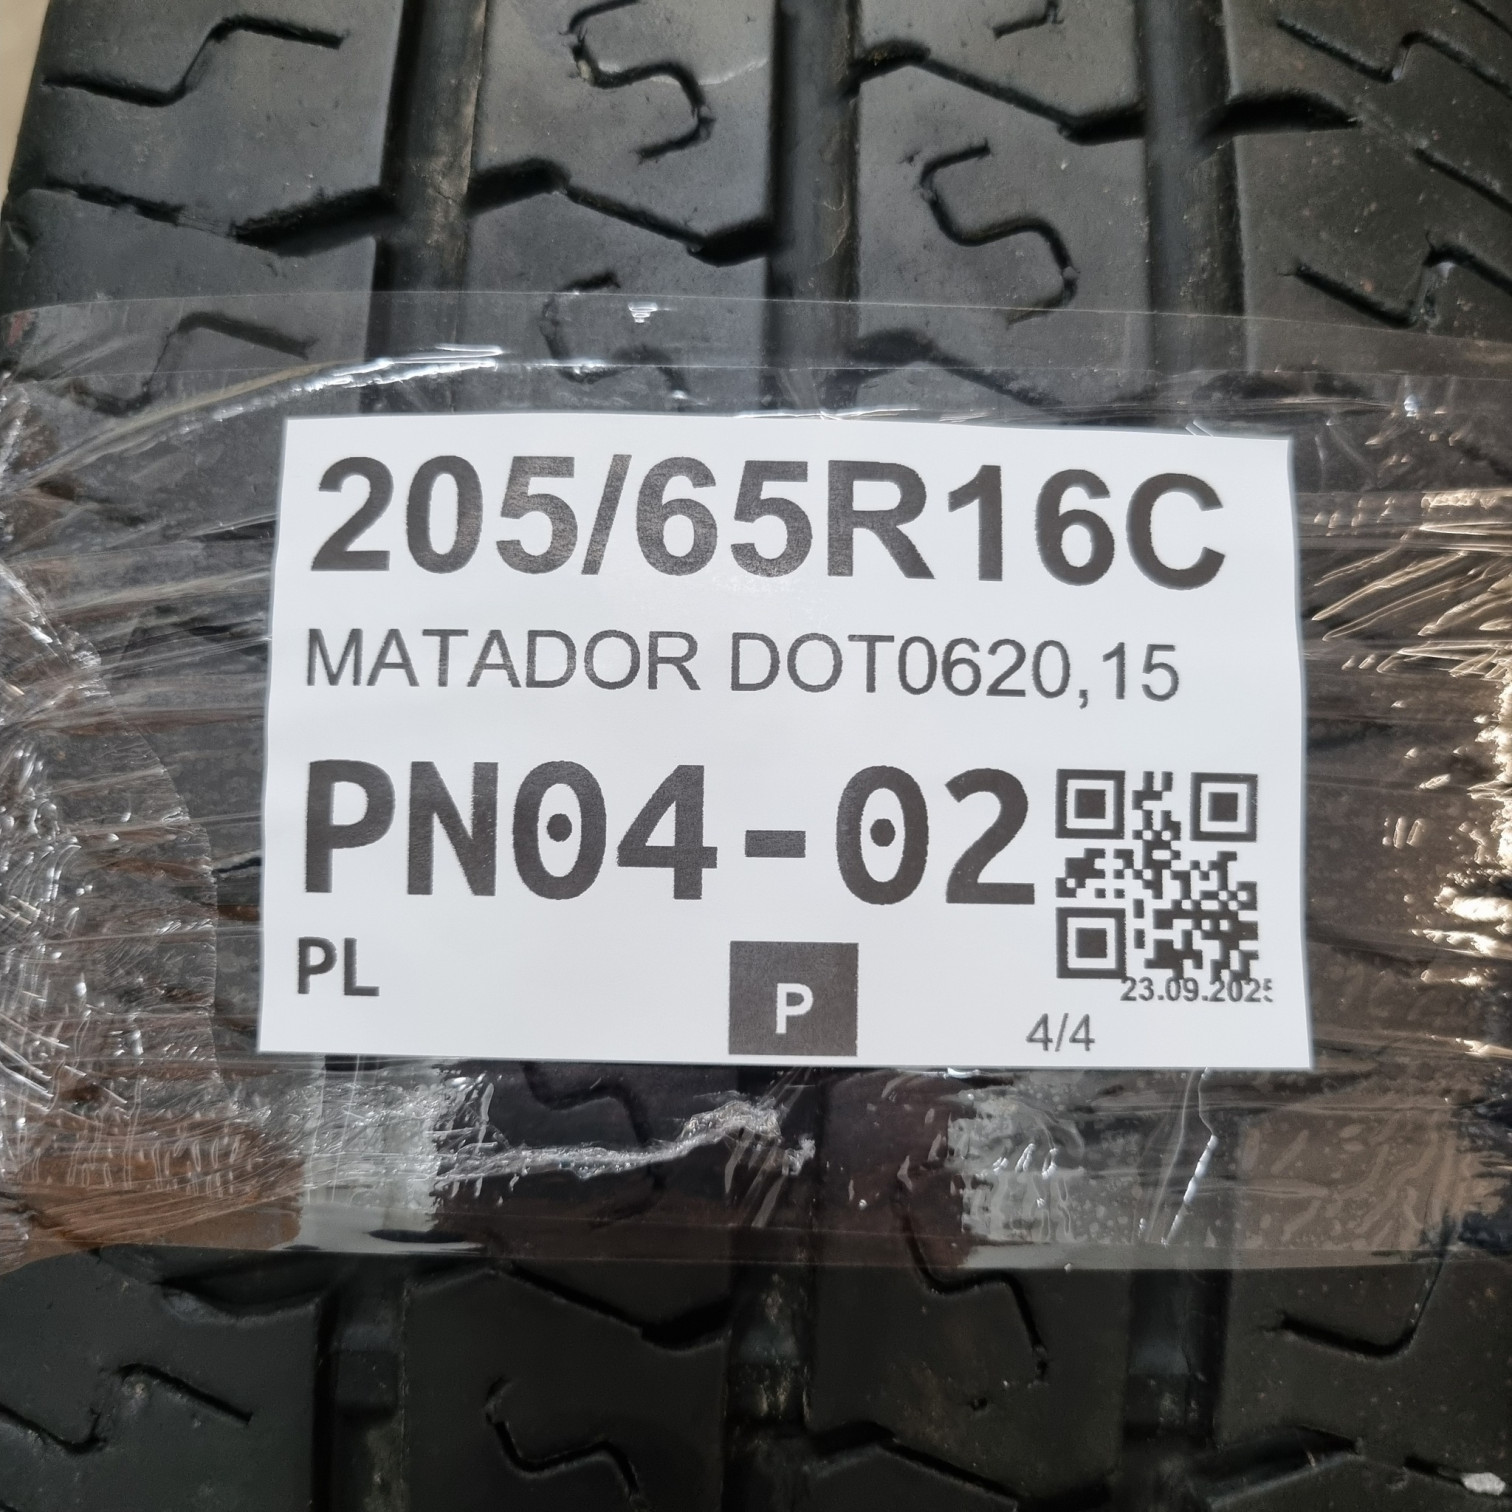 205/65R16C
MATADOR DOT0620,15
PN04-02
PL
P
23.09.2025
4/4